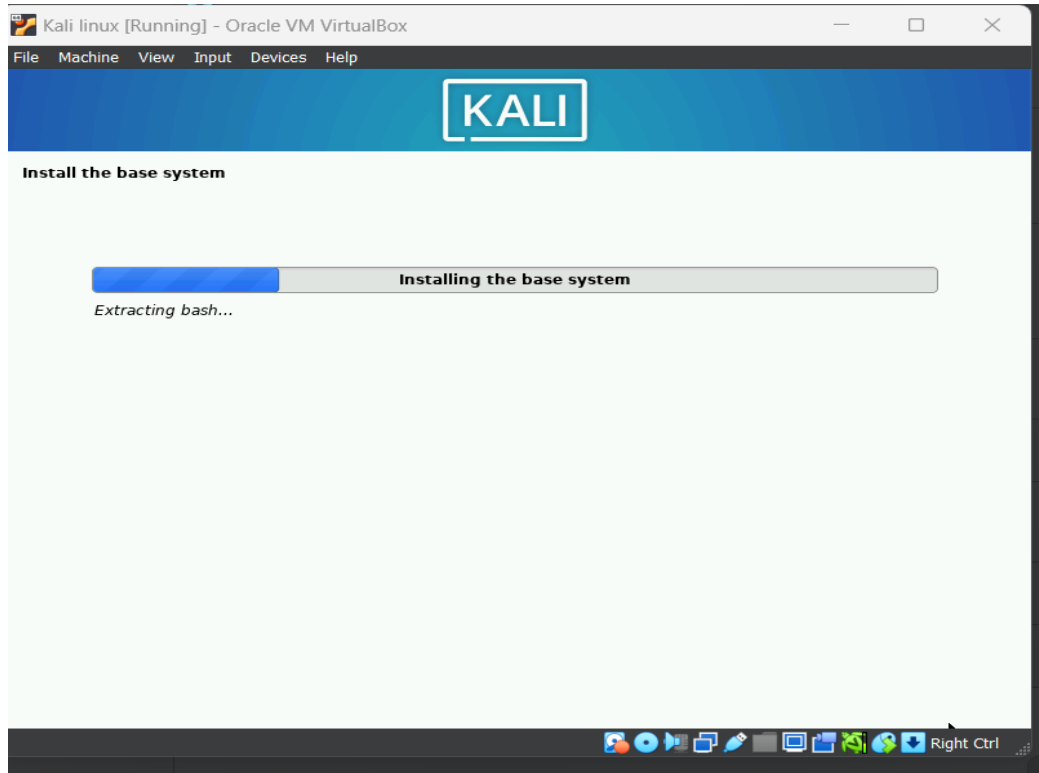 Kali linux [Running] - Oracle VM VirtualBox
File Machine View Input Devices Help
KALI
Install the base system
Installing the base system
Extracting bash...
Right Ctrl